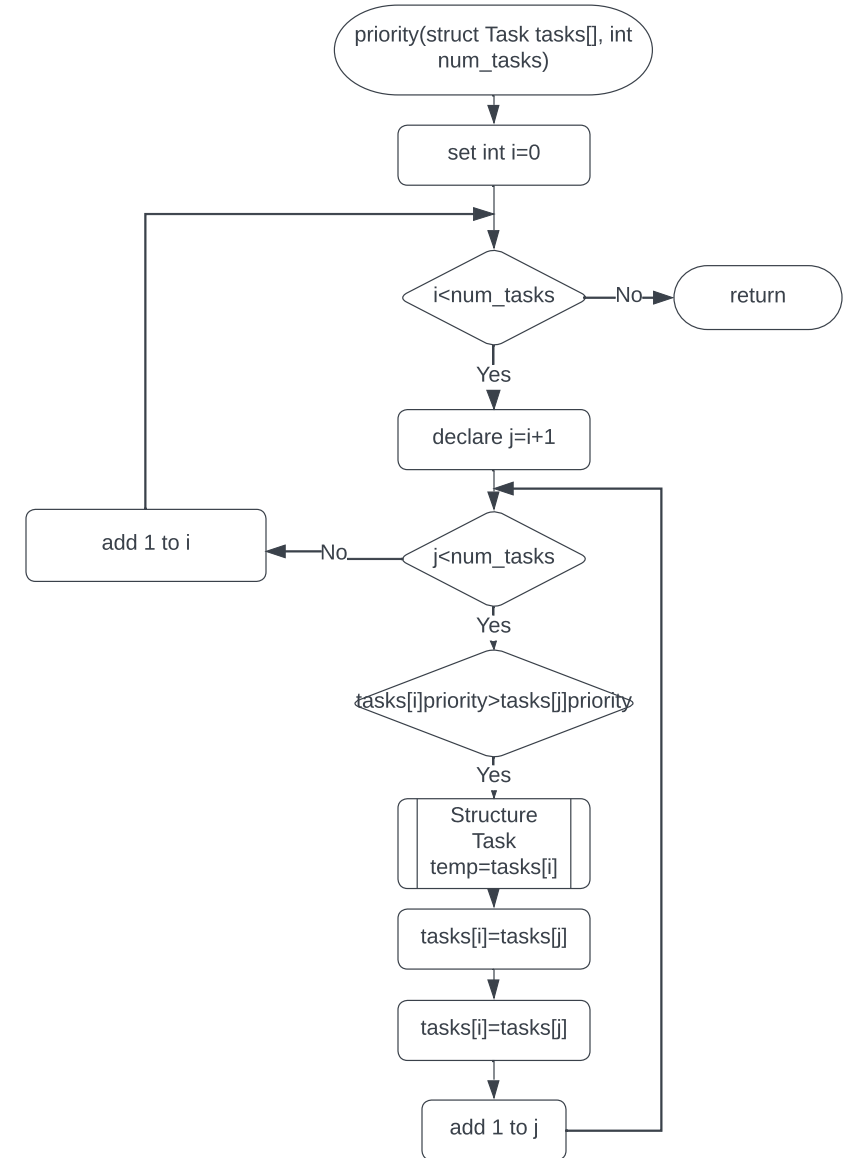 priority(struct Task tasks[], int
num_tasks)
set int i=0
i<num_tasks
No
return
Yes
declare j=i+1
add 1 to i
No
j<num_tasks
Yes
tasks[i]priority>tasks[j]priority
Yes
Structure
Task
temp=tasks[i]
tasks[i]=tasks[j]
tasks[i]=tasks[j]
add 1 to j